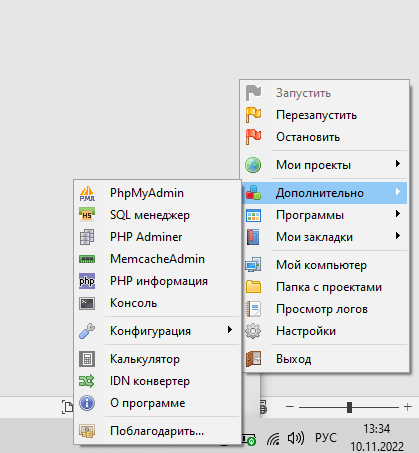 Запустить
Перезапустить
Остановить
Мои проекты
Дополнительно
Программы
Мои закладки
Мой компьютер
Папка с проектами
Просмотр логов
Настройки
Выход
PMA
PhpMyAdmin
HS
SQL менеджер
PHP Adminer
MemcacheAdmin
php
PHP информация
Консоль
Конфигурация
Калькулятор
IDN конвертер
О программе
Поблагодарить...
РУС
13:34
10.11.2022